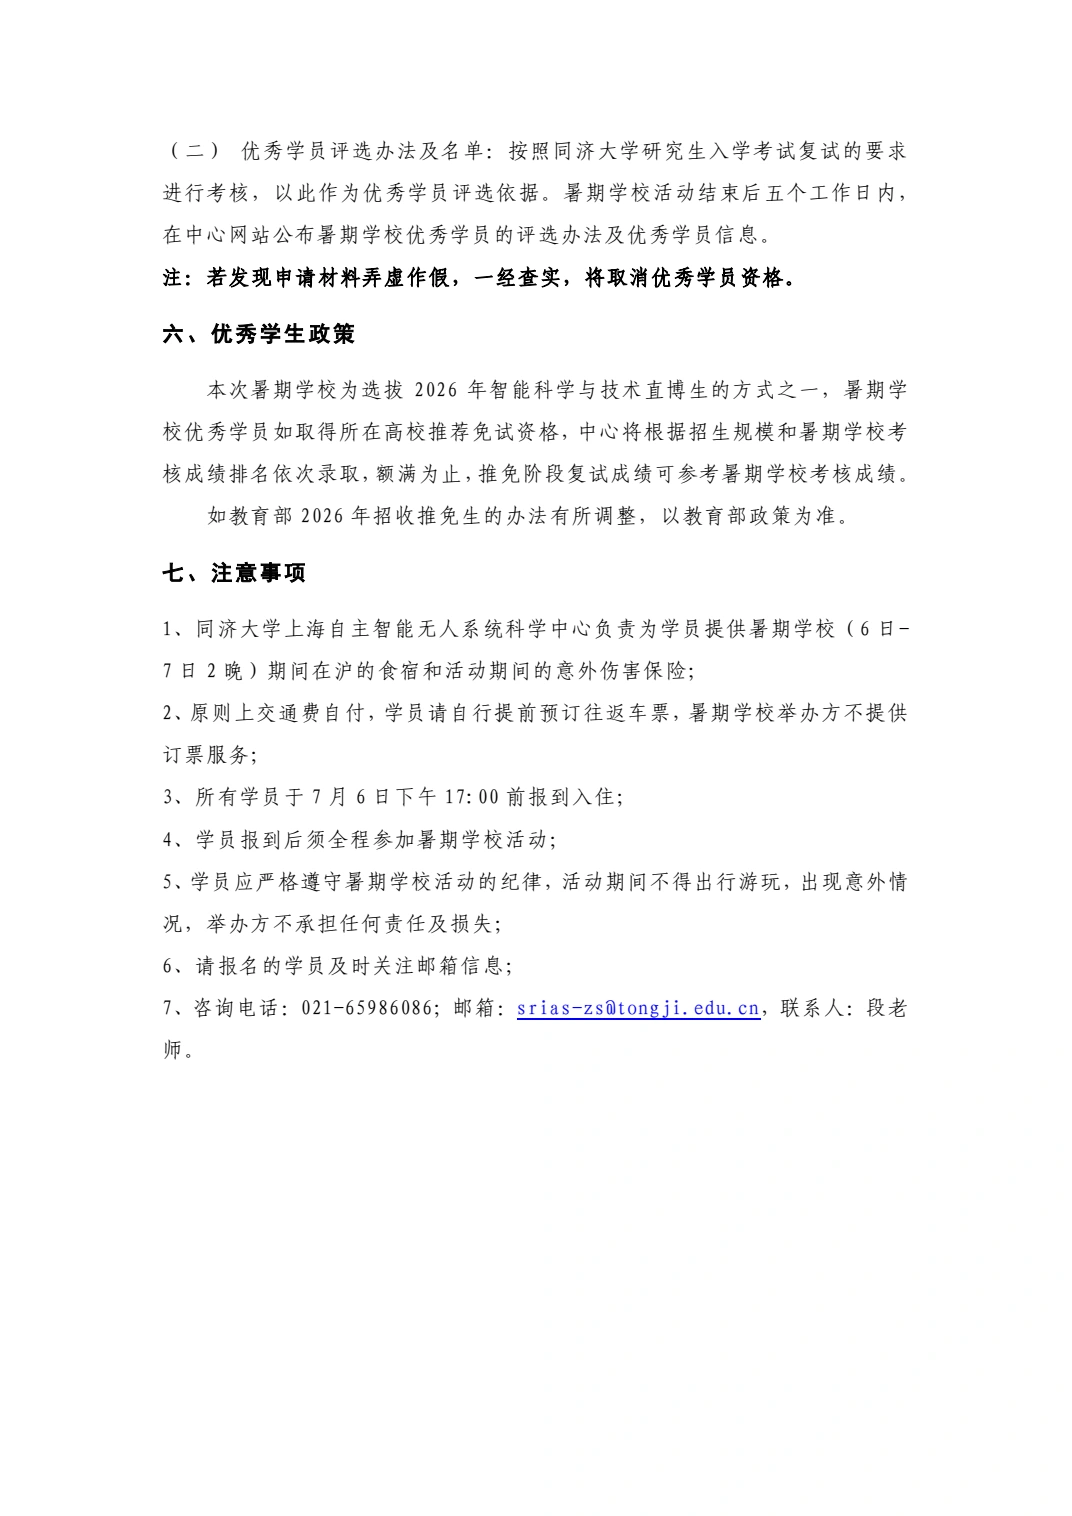 （二） 优秀学员评选办法及名单：按照同济大学研究生入学考试复试的要求
进行考核，以此作为优秀学员评选依据。暑期学校活动结束后五个工作日内，
在中心网站公布暑期学校优秀学员的评选办法及优秀学员信息。
注：若发现申请材料弄虚作假，一经查实，将取消优秀学员资格。
六、优秀学生政策
本次暑期学校为选拔 2026 年智能科学与技术直博生的方式之一，暑期学
校优秀学员如取得所在高校推荐免试资格，中心将根据招生规模和暑期学校考
核成绩排名依次录取，额满为止，推免阶段复试成绩可参考暑期学校考核成绩。
如教育部 2026 年招收推免生的办法有所调整，以教育部政策为准。
七、注意事项
1、同济大学上海自主智能无人系统科学中心负责为学员提供暑期学校（6 日-
7 日 2 晚）期间在沪的食宿和活动期间的意外伤害保险；
2、原则上交通费自付，学员请自行提前预订往返车票，暑期学校举办方不提供
订票服务；
3、所有学员于 7 月 6 日下午 17:00 前报到入住；
4、学员报到后须全程参加暑期学校活动；
5、学员应严格遵守暑期学校活动的纪律，活动期间不得出行游玩，出现意外情
况，举办方不承担任何责任及损失；
6、请报名的学员及时关注邮箱信息；
7、咨询电话：021-65986086；邮箱：srias-zs@tongji.edu.cn，联系人：段老
师。